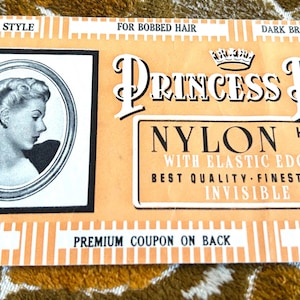 STYLE FOR BOBBED HAIR DARK BR
PRINCESS
NYLON
WITH ELASTIC EDG
BEST QUALITY · FINEST
INVISIBLE
PREMIUM COUPON ON BACK